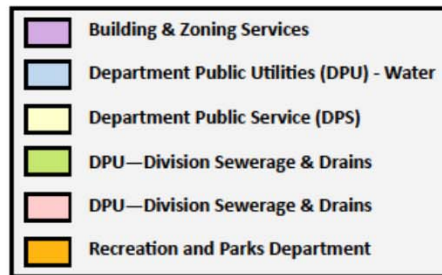 Building & Zoning Services
Department Public Utilities (DPU) - Water
Department Public Service (DPS)
DPU—Division Sewerage & Drains
DPU—Division Sewerage & Drains
Recreation and Parks Department